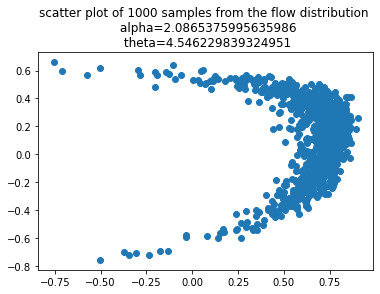 scatter plot of 1000 samples from the flow distribution
alpha=2.0865375995635986
theta=4.546229839324951
0.6
0.4
0.2
0.0
−0.2
−0.4
−0.6
−0.8
−0.75 −0.50 −0.25 0.00 0.25 0.50 0.75